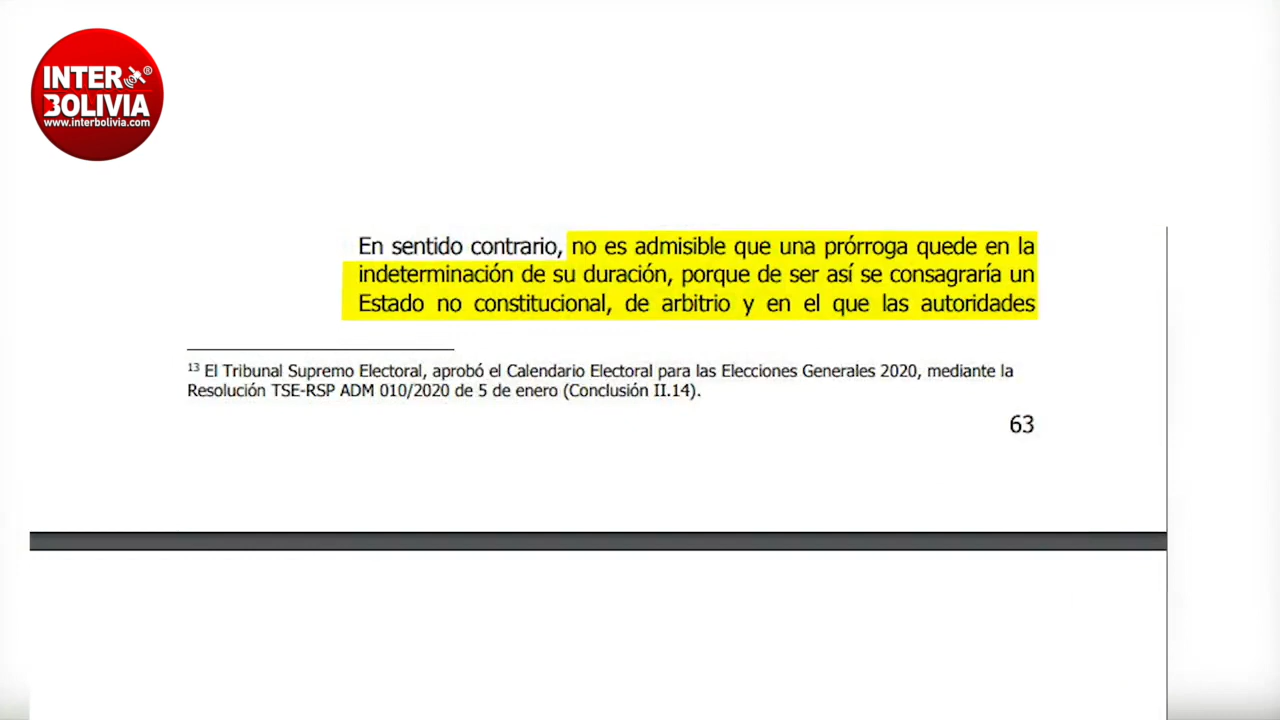 INTER
BOLIVIA
www.interbolivia.com
En sentido contrario, no es admisible que una prórroga quede en la
indeterminación de su duración, porque de ser así se consagraría un
Estado no constitucional, de arbitrio y en el que las autoridades
13 El Tribunal Supremo Electoral, aprobó el Calendario Electoral para las Elecciones Generales 2020, mediante la
Resolución TSE-RSP ADM 010/2020 de 5 de enero (Conclusión II.14).
63